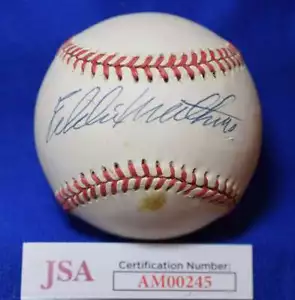 Eddie Mathews
JSA Certification Number:
AM00245